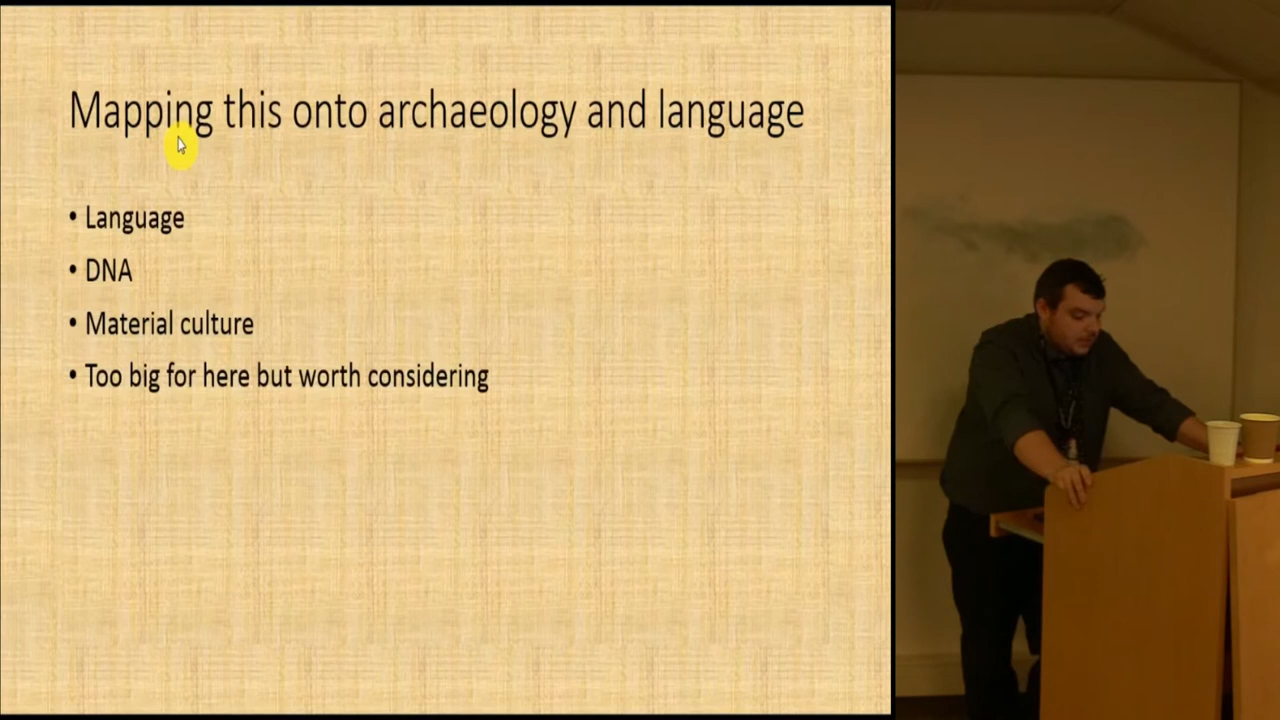 Mapping this onto archaeology and language
• Language
• DNA
• Material culture
• Too big for here but worth considering